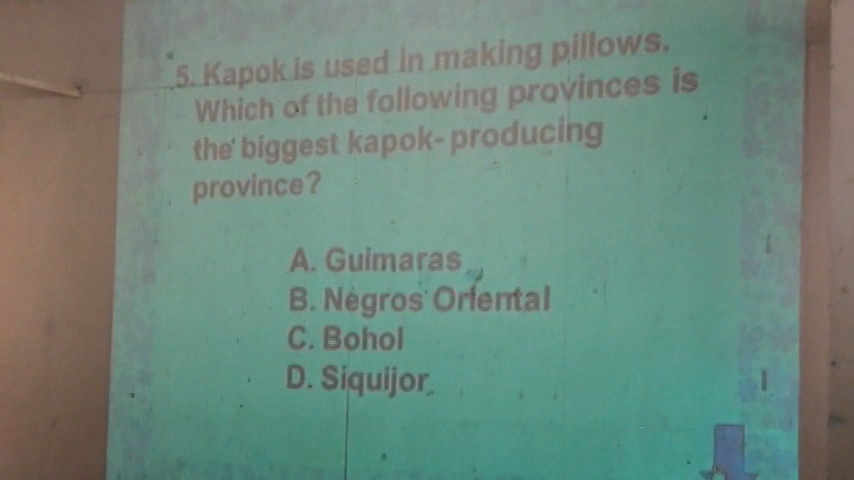 5. Kapok is used in making pillows.
Which of the following provinces is
the biggest kapok-producing
province?
A. Guimaras
B. Negros Oriental
C. Bohol
D. Siquijor